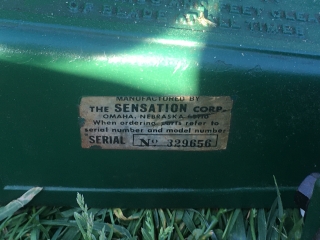 MANUFACTURED BY
THE SENSATION CORP.
OMAHA, NEBRASKA
When ordering parts refer to
serial number and model number
SERIAL No 329656